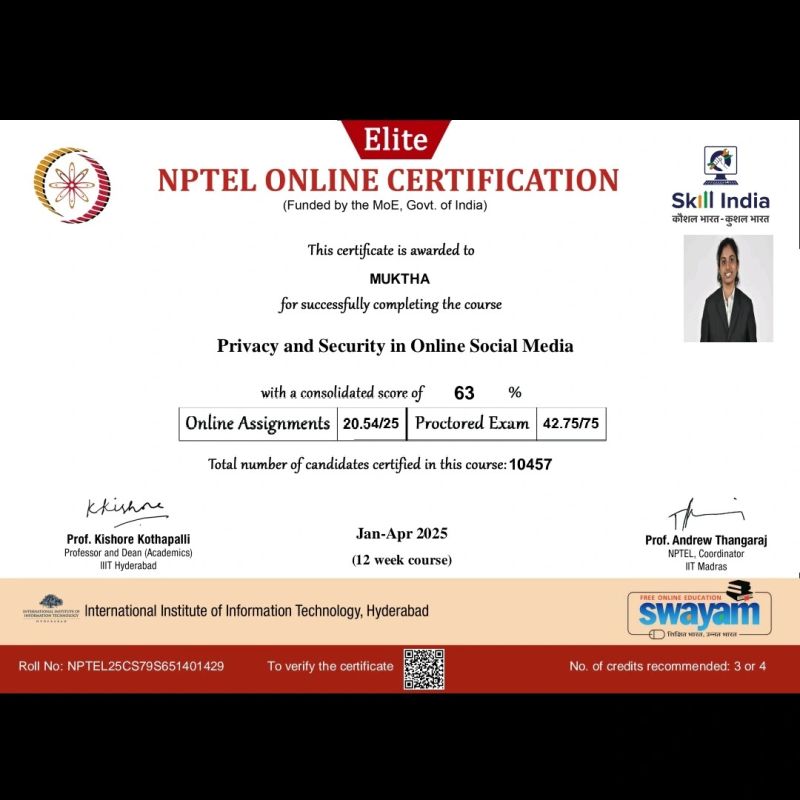 Elite
NPTEL ONLINE CERTIFICATION
(Funded by the MoE, Govt. of India)
Skill India
कौशल भारत - कुशल भारत
This certificate is awarded to
MUKTHA
for successfully completing the course
Privacy and Security in Online Social Media
with a consolidated score of 63 %
Online Assignments 20.54/25 Proctored Exam 42.75/75
Total number of candidates certified in this course: 10457
KKishore
Prof. Kishore Kothapalli
Professor and Dean (Academics)
IIIT Hyderabad
Jan-Apr 2025
(12 week course)
Prof. Andrew Thangaraj
NPTEL, Coordinator
IIT Madras
INTERNATIONAL INSTITUTE OF
INFORMATION TECHNOLOGY
HYDERABAD
International Institute of Information Technology, Hyderabad
FREE ONLINE EDUCATION
swayam
शिक्षित भारत, उन्नत भारत
Roll No: NPTEL25CS79S651401429
To verify the certificate
No. of credits recommended: 3 or 4